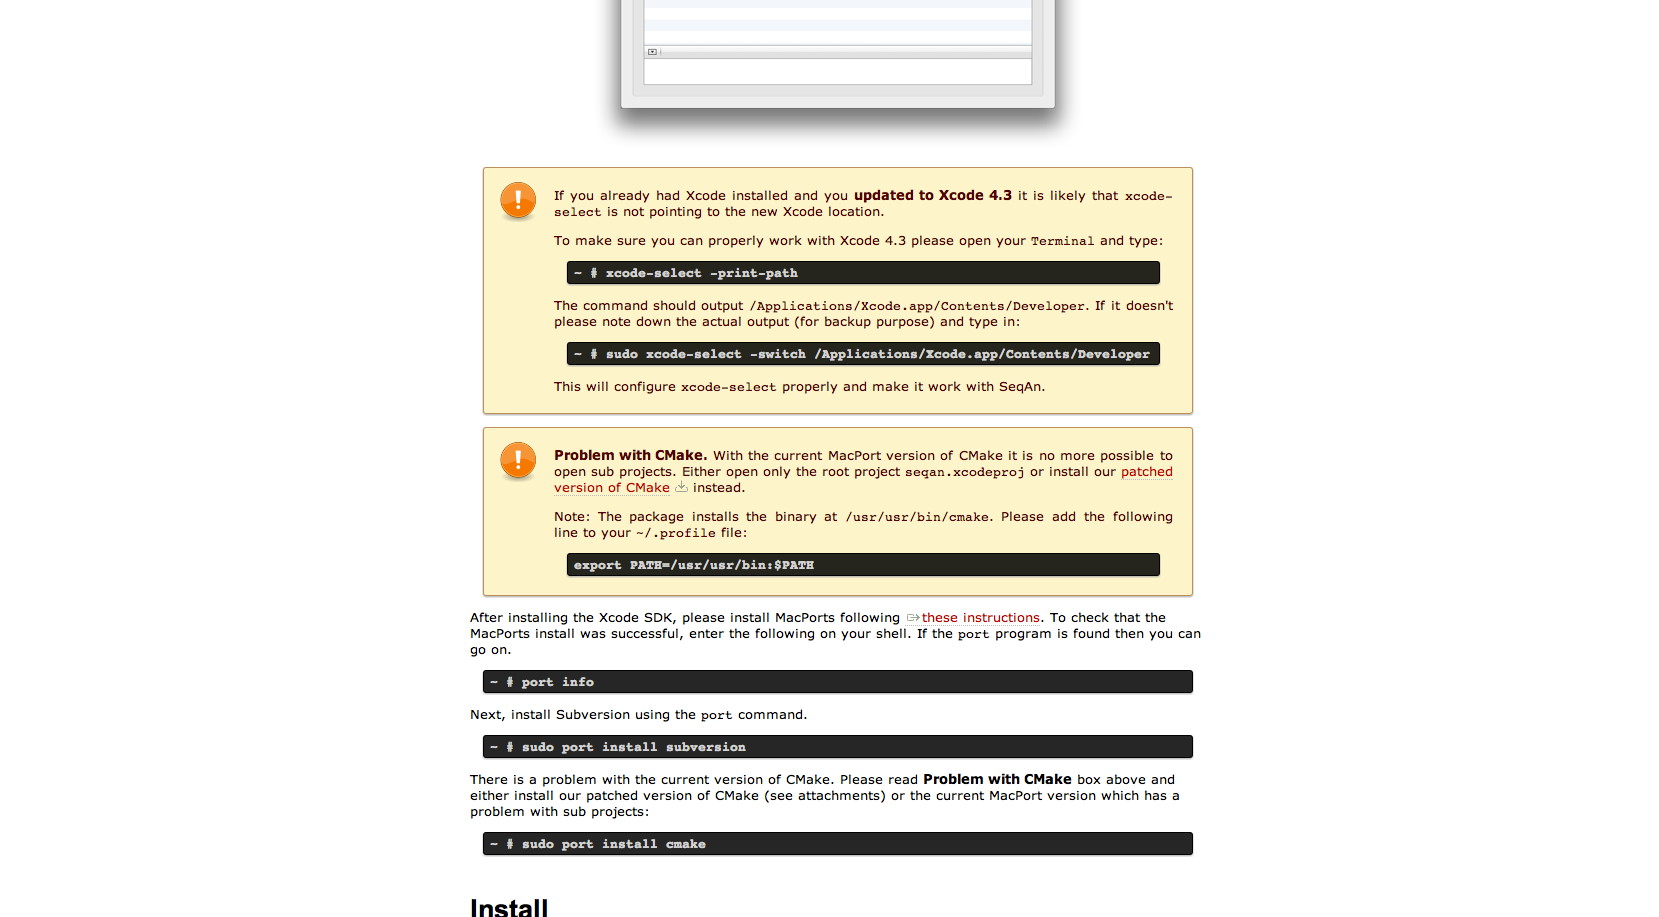 If you already had Xcode installed and you updated to Xcode 4.3 it is likely that xcode-
select is not pointing to the new Xcode location.
To make sure you can properly work with Xcode 4.3 please open your Terminal and type:
~ # xcode-select -print-path
The command should output /Applications/Xcode.app/Contents/Developer. If it doesn't
please note down the actual output (for backup purpose) and type in:
~ # sudo xcode-select -switch /Applications/Xcode.app/Contents/Developer
This will configure xcode-select properly and make it work with SeqAn.
Problem with CMake. With the current MacPort version of CMake it is no more possible to
open sub projects. Either open only the root project seqan.xcodeproj or install our patched
version of CMake instead.
Note: The package installs the binary at /usr/usr/bin/cmake. Please add the following
line to your ~/.profile file:
export PATH=/usr/usr/bin:$PATH
After installing the Xcode SDK, please install MacPorts following these instructions. To check that the
MacPorts install was successful, enter the following on your shell. If the port program is found then you can
go on.
~ # port info
Next, install Subversion using the port command.
~ # sudo port install subversion
There is a problem with the current version of CMake. Please read Problem with CMake box above and
either install our patched version of CMake (see attachments) or the current MacPort version which has a
problem with sub projects:
~ # sudo port install cmake
Install